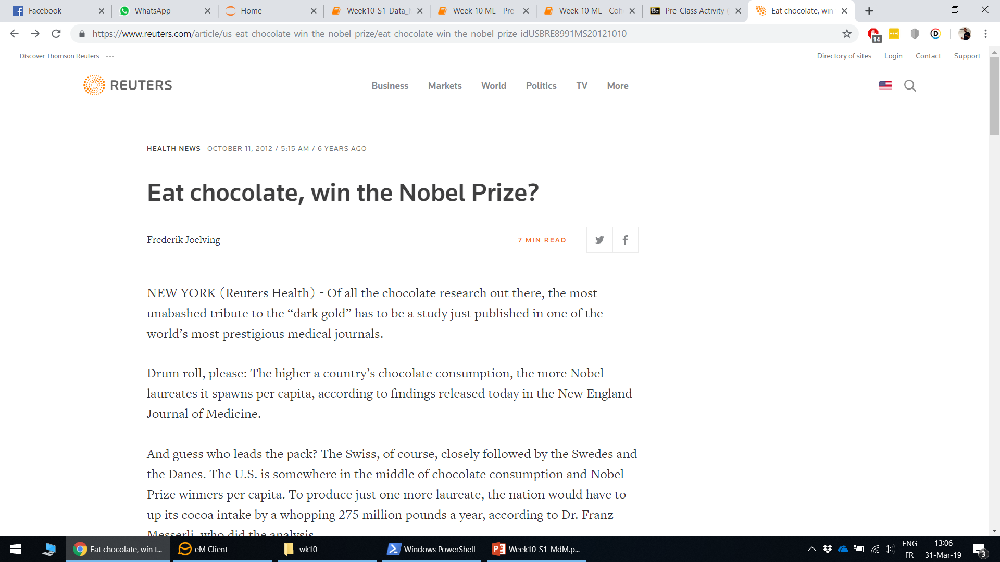 Facebook
WhatsApp
Home
Week10-S1-Data_
Week 10 ML - Pre-
Week 10 ML - Coh
Bb
Pre-Class Activity (
Eat chocolate, win
https://www.reuters.com/article/us-eat-chocolate-win-the-nobel-prize/eat-chocolate-win-the-nobel-prize-idUSBRE8991MS20121010
14
D
Discover Thomson Reuters
Directory of sites
Login
Contact
Support
REUTERS
Business
Markets
World
Politics
TV
More
HEALTH NEWS OCTOBER 11, 2012 / 5:15 AM / 6 YEARS AGO
Eat chocolate, win the Nobel Prize?
Frederik Joelving
7 MIN READ
NEW YORK (Reuters Health) - Of all the chocolate research out there, the most
unabashed tribute to the “dark gold” has to be a study just published in one of the
world’s most prestigious medical journals.
Drum roll, please: The higher a country’s chocolate consumption, the more Nobel
laureates it spawns per capita, according to findings released today in the New England
Journal of Medicine.
And guess who leads the pack? The Swiss, of course, closely followed by the Swedes and
the Danes. The U.S. is somewhere in the middle of chocolate consumption and Nobel
Prize winners per capita. To produce just one more laureate, the nation would have to
up its cocoa intake by a whopping 275 million pounds a year, according to Dr. Franz
Messerli, who did the analysis.
Eat chocolate, win t...
eM Client
wk10
Windows PowerShell
Week10-S1_MdM.p...
ENG
FR
13:06
31-Mar-19
3